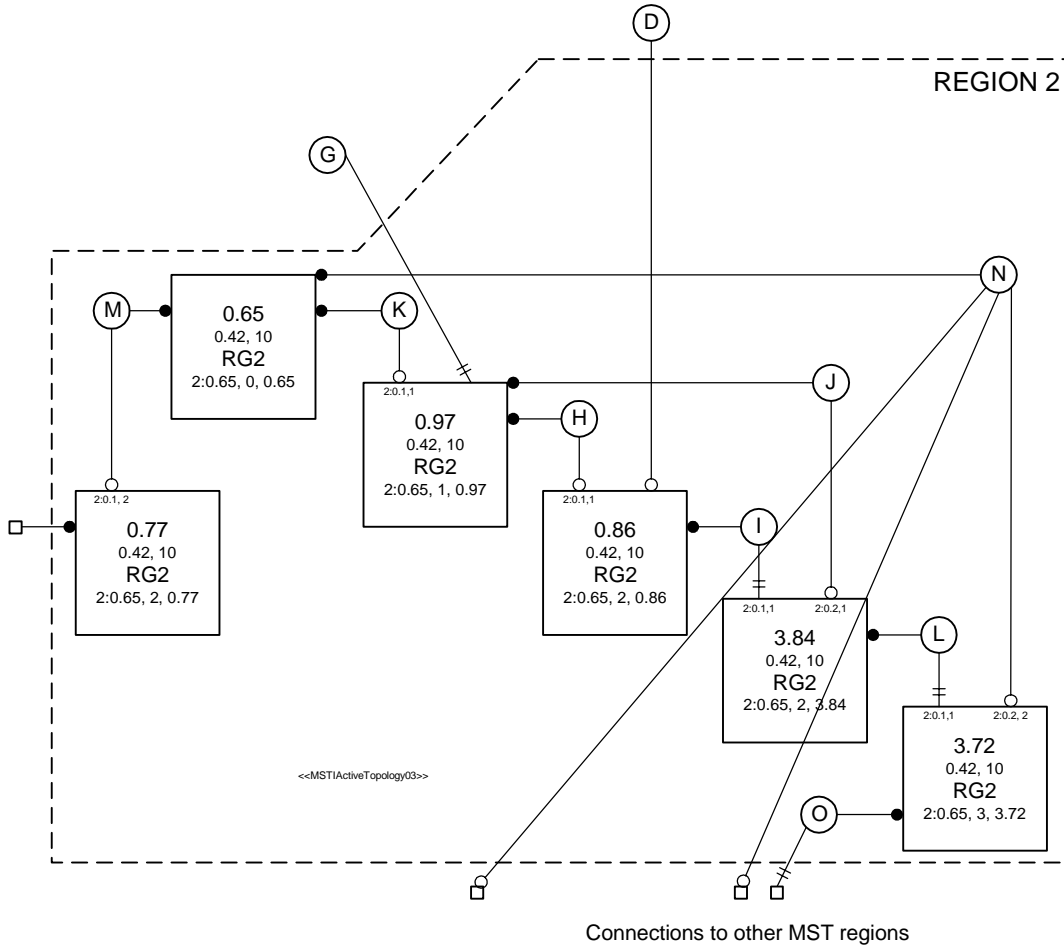 D
REGION 2
G
N
M
0.65
0.42, 10
RG2
2:0.65, 0, 0.65
K
2:0.1,1
0.97
0.42, 10
RG2
2:0.65, 1, 0.97
J
H
2:0.1, 2
0.77
0.42, 10
RG2
2:0.65, 2, 0.77
2:0.1,1
0.86
0.42, 10
RG2
2:0.65, 2, 0.86
I
2:0.1,1
2:0.2,1
3.84
0.42, 10
RG2
2:0.65, 2, 3.84
L
2:0.1,1
2:0.2, 2
3.72
0.42, 10
RG2
2:0.65, 3, 3.72
<<MSTIActiveTopology03>>
O
Connections to other MST regions